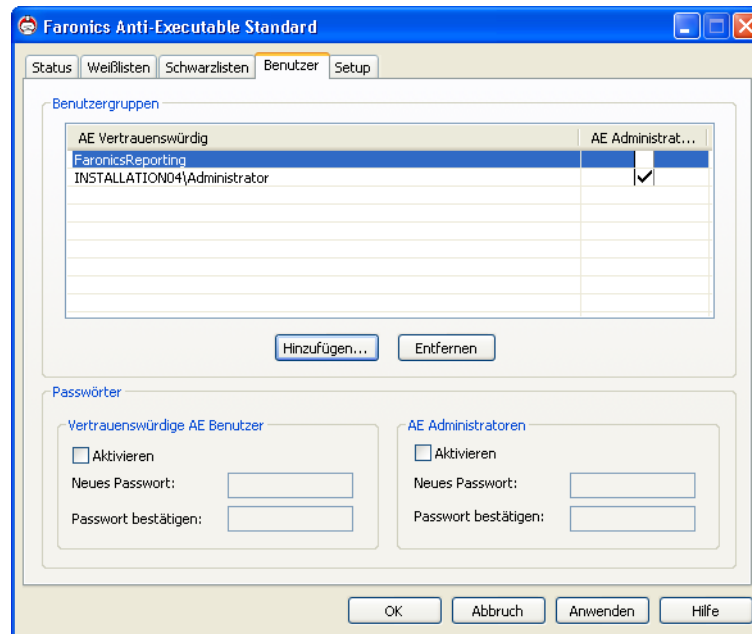 Faronics Anti-Executable Standard
Status Weißlisten Schwarzlisten Benutzer Setup
Benutzergruppen
AE Vertrauenswürdig AE Administrat...
FaronicsReporting
INSTALLATION04\Administrator
Hinzufügen... Entfernen
Passwörter
Vertrauenswürdige AE Benutzer
Aktivieren
Neues Passwort:
Passwort bestätigen:
AE Administratoren
Aktivieren
Neues Passwort:
Passwort bestätigen:
OK Abbruch Anwenden Hilfe